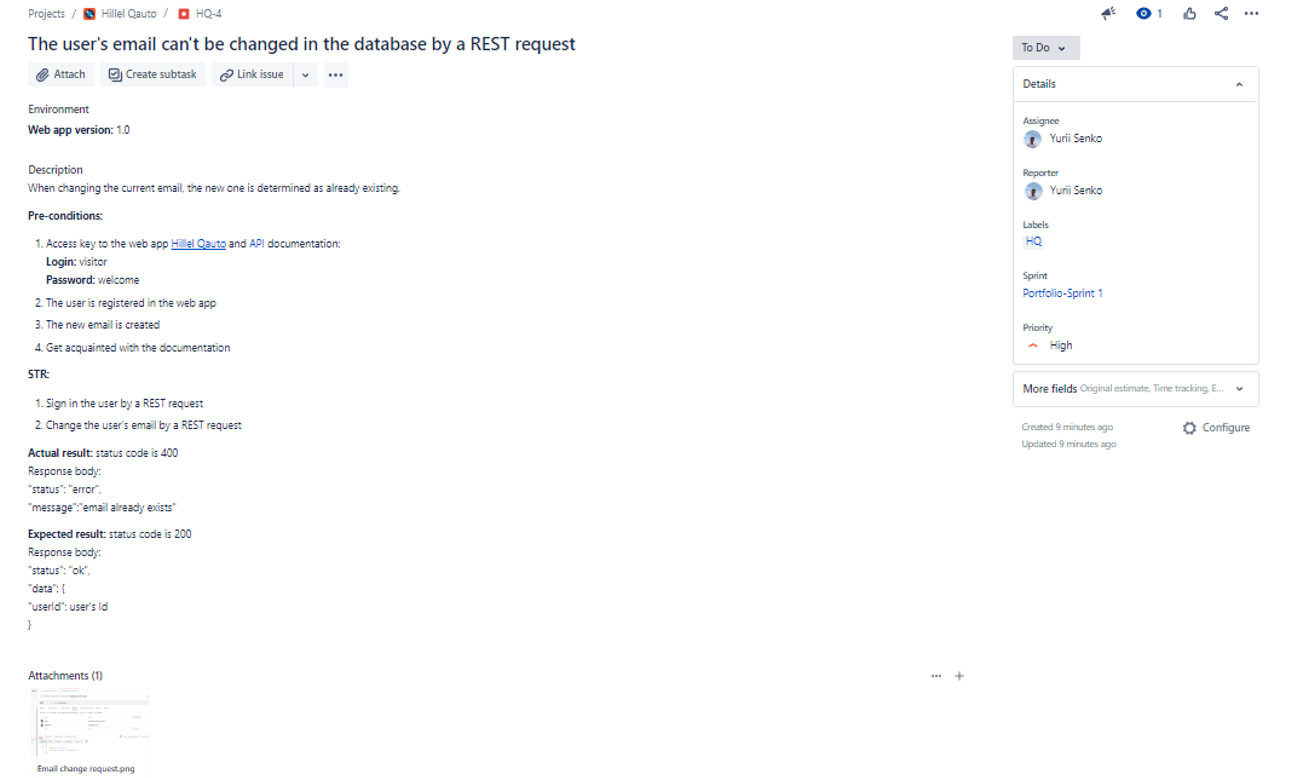 Projects / Hillel Qauto / HQ-4
1
The user's email can't be changed in the database by a REST request
To Do
Attach Create subtask Link issue
Details
Environment
Web app version: 1.0
Assignee
Yurii Senko
Description
When changing the current email, the new one is determined as already existing.
Reporter
Yurii Senko
Pre-conditions:
Labels
HQ
1. Access key to the web app Hillel Qauto and API documentation:
Login: visitor
Password: welcome
2. The user is registered in the web app
3. The new email is created
4. Get acquainted with the documentation
Sprint
Portfolio-Sprint 1
Priority
High
STR:
1. Sign in the user by a REST request
2. Change the user's email by a REST request
More fields Original estimate, Time tracking, E...
Created 9 minutes ago
Configure
Updated 9 minutes ago
Actual result: status code is 400
Response body:
"status": "error",
"message":"email already exists"
Expected result: status code is 200
Response body:
"status": "ok",
"data": {
"userId": user's Id
}
Attachments (1)
Email change request.png